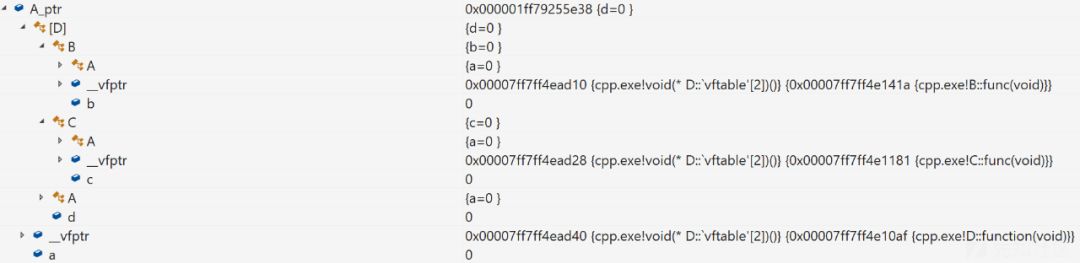 A_ptr 0x000001ff79255e38 {d=0 }
[D] {d=0 }
B {b=0 }
A {a=0 }
__vfptr 0x00007ff7ff4ead10 {cpp.exe!void(* D::`vftable'[2])()} {0x00007ff7ff4e141a {cpp.exe!B::func(void)}}
b 0
C {c=0 }
A {a=0 }
__vfptr 0x00007ff7ff4ead28 {cpp.exe!void(* D::`vftable'[2])()} {0x00007ff7ff4e1181 {cpp.exe!C::func(void)}}
c 0
A {a=0 }
d 0
__vfptr 0x00007ff7ff4ead40 {cpp.exe!void(* D::`vftable'[2])()} {0x00007ff7ff4e10af {cpp.exe!D::function(void)}}
a 0